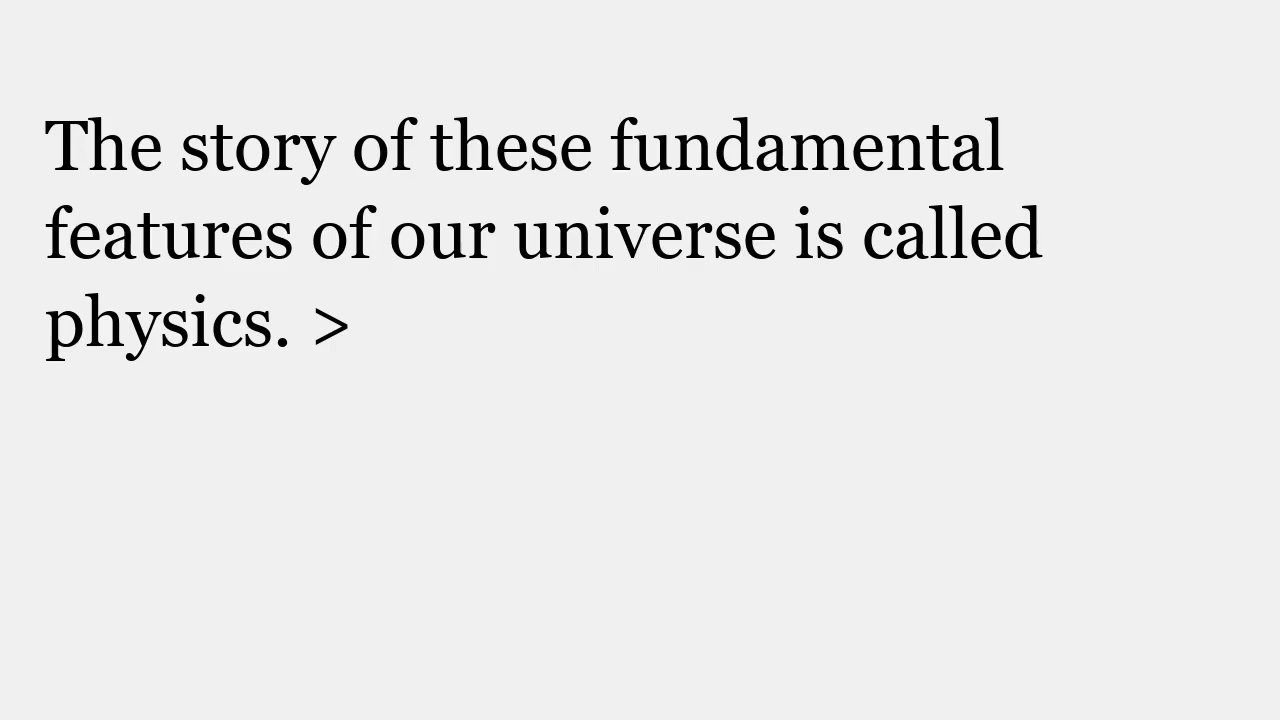 The story of these fundamental
features of our universe is called
physics. >